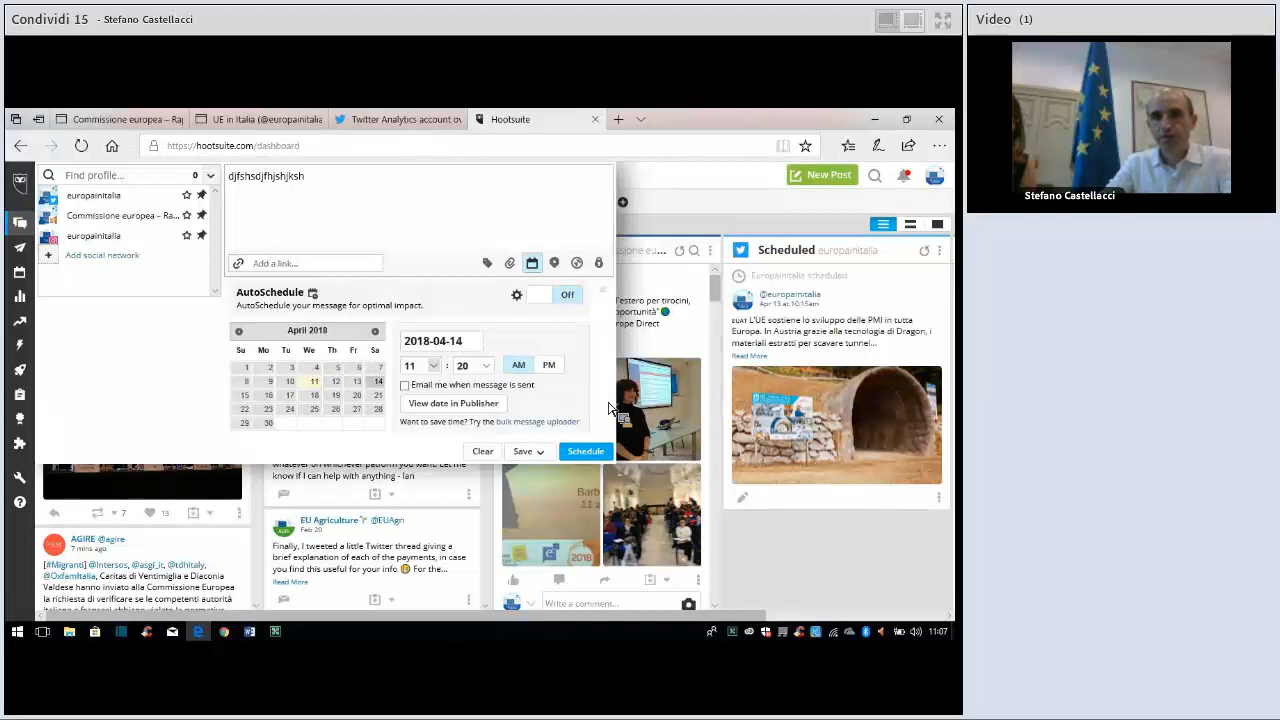 Condividi 15 - Stefano Castellacci
Video (1)
Stefano Castellacci
Commissione europea – Raj
UE in Italia (@europainitalia
Twitter Analytics account ov
Hootsuite
https://hootsuite.com/dashboard
Find profile...
0
djfshsdjfhjshjksh
New Post
europainitalia
Commissione europea – Ra...
europainitalia
Add social network
Add a link...
AutoSchedule
AutoSchedule your message for optimal impact.
Off
April 2018
Su Mo Tu We Th Fr Sa
1 2 3 4 5 6 7
8 9 10 11 12 13 14
15 16 17 18 19 20 21
22 23 24 25 26 27 28
29 30
2018-04-14
11 : 20 AM PM
Email me when message is sent
View date in Publisher
Want to save time? Try the bulk message uploader
Clear
Save
Schedule
ssione eu...
l'estero per tirocini,
pportunità"
rope Direct
Scheduled europainitalia
Europainitalia scheduled
@europainitalia
Apr 13 at 10:15am
EUAT L'UE sostiene lo sviluppo delle PMI in tutta
Europa. In Austria grazie alla tecnologia di Dragon, i
materiali estratti per scavare tunnel...
Read More
7
13
AGIRE @agire
7 mins ago
[#Migranti] @Intersos, @asgi_it, @tdhitaly,
@OxfamItalia, Caritas di Ventimiglia e Diaconia
Valdese hanno inviato alla Commissione Europea
la richiesta di verificare se le competenti autorità
whatever on whichever platform you want. Let me
know if I can help with anything - Ian
EU Agriculture @EUAgri
Feb 20
Finally, I tweeted a little Twitter thread giving a
brief explanation of each of the payments, in case
you find this useful for your info For the...
Read More
Barb
11 a
2018
Write a comment...
11:07